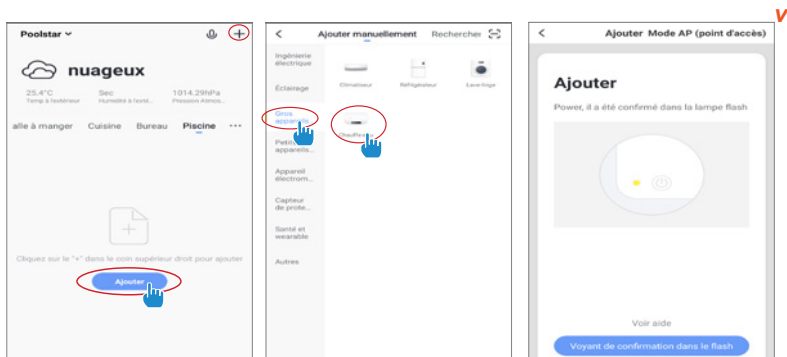 Poolstar
nuageux
25.4°C Sec 1014.29hPa
Temp à l'extérieur Humidité à l'extéri... Pression Atmos...
alle à manger Cuisine Bureau Piscine ...
Cliquez sur le "+" dans le coin supérieur droit pour ajouter
Ajouter
Ajouter manuellement Rechercher
Ingénierie
électrique
Éclairage
Gros
appareils
Petits
appareils...
Appareil
électrom...
Capteur
de prote...
Santé et
wearable
Autres
Climatiseur Réfrigérateur Lave-linge
V
Ajouter Mode AP (point d'accès)
Ajouter
Power, il a été confirmé dans la lampe flash
Voir aide
Voyant de confirmation dans le flash